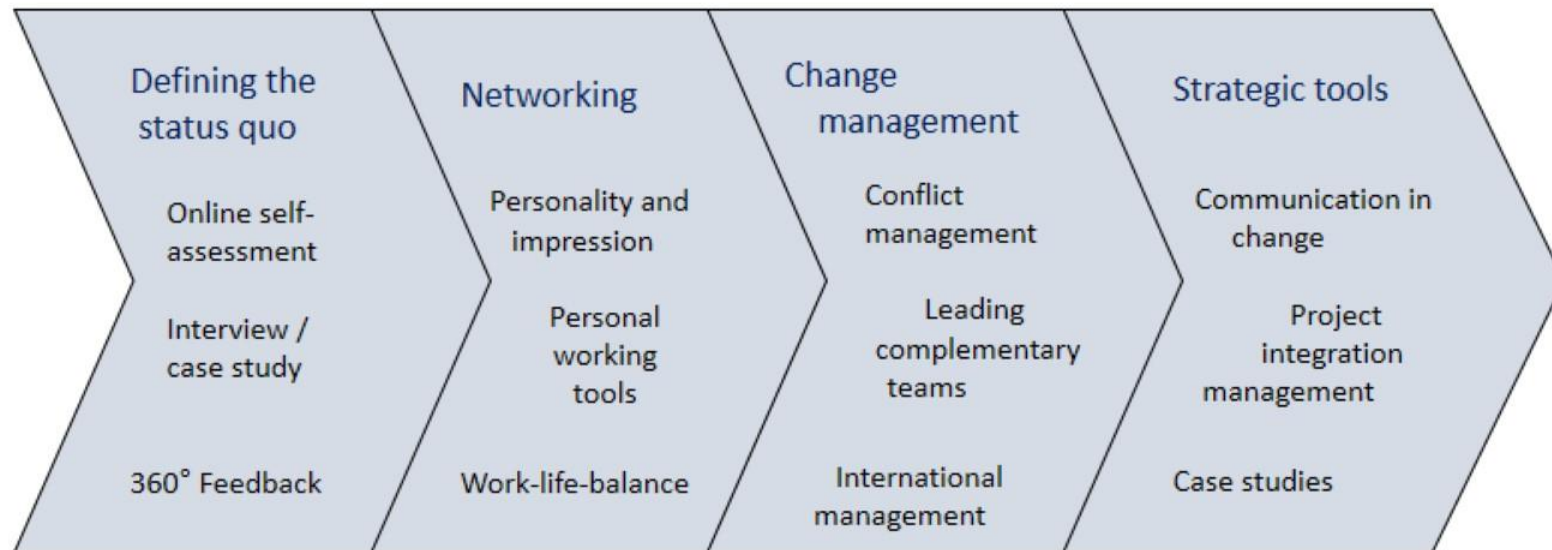 Defining the
status quo
Online self-
assessment
Interview /
case study
360° Feedback
Networking
Personality and
impression
Personal
working
tools
Work-life-balance
Change
management
Conflict
management
Leading
complementary
teams
International
management
Strategic tools
Communication in
change
Project
integration
management
Case studies